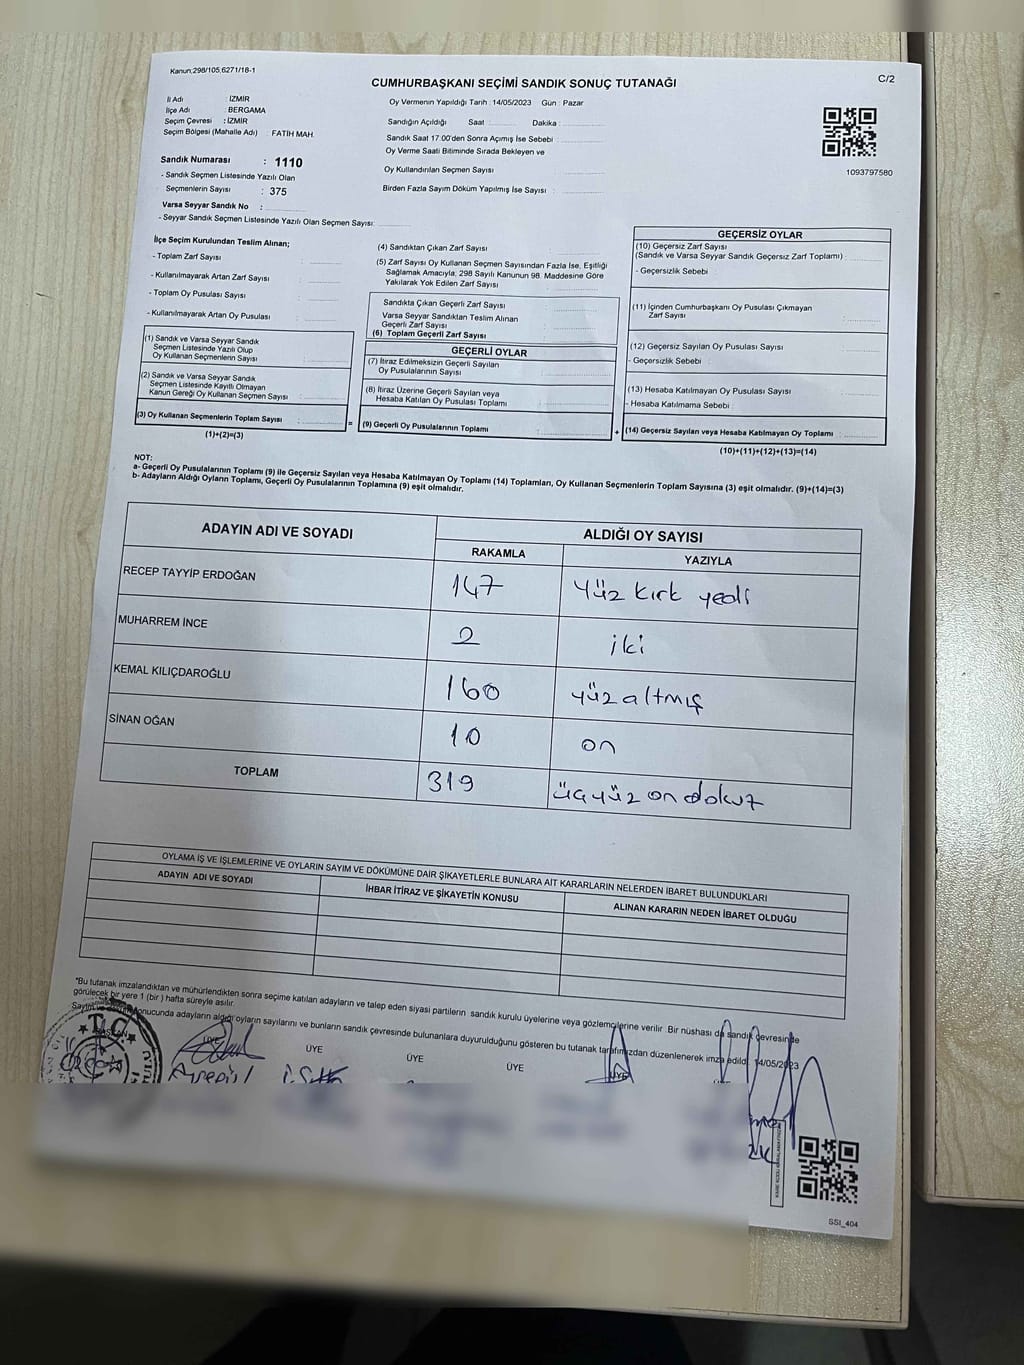 Kanun;298/105,6271/18-1
CUMHURBAŞKANI SEÇİMİ SANDIK SONUÇ TUTANAĞI
C/2
İl Adı : İZMİR
İlçe Adı : BERGAMA
Seçim Çevresi : İZMİR
Seçim Bölgesi (Mahalle Adı) : FATİH MAH.
Sandık Numarası : 1110
- Sandık Seçmen Listesinde Yazılı Olan
Seçmenlerin Sayısı : 375
Varsa Seyyar Sandık No :
- Seyyar Sandık Seçmen Listesinde Yazılı Olan Seçmen Sayısı:
Oy Vermenin Yapıldığı Tarih : 14/05/2023 Gün : Pazar
Sandığın Açıldığı Saat : Dakika :
Sandık Saat 17:00'den Sonra Açımış İse Sebebi :
Oy Verme Saati Bitiminde Sırada Bekleyen ve
Oy Kullandırılan Seçmen Sayısı :
Birden Fazla Sayım Döküm Yapılmış İse Sayısı :
1093797580
İlçe Seçim Kurulundan Teslim Alınan;
- Toplam Zarf Sayısı :
- Kullanılmayarak Artan Zarf Sayısı :
- Toplam Oy Pusulası Sayısı :
- Kullanılmayarak Artan Oy Pusulası :
(1) Sandık ve Varsa Seyyar Sandık
Seçmen Listesinde Yazılı Olup
Oy Kullanan Seçmenlerin Sayısı :
(2) Sandık ve Varsa Seyyar Sandık
Seçmen Listesinde Kayıtlı Olmayan
Kanun Gereği Oy Kullanan Seçmen Sayısı :
(3) Oy Kullanan Seçmenlerin Toplam Sayısı :
(1)+(2)=(3)
(4) Sandıktan Çıkan Zarf Sayısı :
(5) Zarf Sayısı Oy Kullanan Seçmen Sayısından Fazla İse, Eşitliği
Sağlamak Amacıyla, 298 Sayılı Kanunun 98. Maddesine Göre
Yakılarak Yok Edilen Zarf Sayısı :
Sandıkta Çıkan Geçerli Zarf Sayısı :
Varsa Seyyar Sandıktan Teslim Alınan
Geçerli Zarf Sayısı :
(6) Toplam Geçerli Zarf Sayısı :
GEÇERLİ OYLAR
(7) İtiraz Edilmeksizin Geçerli Sayılan
Oy Pusulalarının Sayısı :
(8) İtiraz Üzerine Geçerli Sayılan veya
Hesaba Katılan Oy Pusulası Toplamı :
= (9) Geçerli Oy Pusulalarının Toplamı :
GEÇERSİZ OYLAR
(10) Geçersiz Zarf Sayısı
(Sandık ve Varsa Seyyar Sandık Geçersiz Zarf Toplamı) :
- Geçersizlik Sebebi :
(11) İçinden Cumhurbaşkanı Oy Pusulası Çıkmayan
Zarf Sayısı :
(12) Geçersiz Sayılan Oy Pusulası Sayısı :
- Geçersizlik Sebebi :
(13) Hesaba Katılmayan Oy Pusulası Sayısı :
- Hesaba Katılmama Sebebi :
+ (14) Geçersiz Sayılan veya Hesaba Katılmayan Oy Toplamı :
(10)+(11)+(12)+(13)=(14)
NOT:
a- Geçerli Oy Pusulalarının Toplamı (9) ile Geçersiz Sayılan veya Hesaba Katılmayan Oy Toplamı (14) Toplamları, Oy Kullanan Seçmenlerin Toplam Sayısına (3) eşit olmalıdır. (9)+(14)=(3)
b- Adayların Aldığı Oyların Toplamı, Geçerli Oy Pusulalarının Toplamına (9) eşit olmalıdır.
ADAYIN ADI VE SOYADI ALDIĞI OY SAYISI
RAKAMLA YAZIYLA
RECEP TAYYİP ERDOĞAN 147 yüz kırk yedi
MUHARREM İNCE 2 iki
KEMAL KILIÇDAROĞLU 160 yüz altmış
SİNAN OĞAN 10 on
TOPLAM 319 üçyüz on dokuz
OYLAMA İŞ VE İŞLEMLERİNE VE OYLARIN SAYIM VE DÖKÜMÜNE DAİR ŞİKAYETLERLE BUNLARA AİT KARARLARIN NELERDEN İBARET BULUNDUKLARI
ADAYIN ADI VE SOYADI İHBAR İTİRAZ VE ŞİKAYETİN KONUSU ALINAN KARARIN NEDEN İBARET OLDUĞU
*Bu tutanak imzalandıktan ve mühürlendikten sonra seçime katılan adayların ve talep eden siyasi partilerin sandık kurulu üyelerine veya gözlemcilerine verilir. Bir nüshası da sandık çevresinde
görülecek bir yere 1 (bir) hafta süreyle asılır.
Sayım ve döküm sonucunda adayların aldığı oyların sayılarını ve bunların sandık çevresinde bulunanlara duyurulduğunu gösteren bu tutanak tarafımızdan düzenlenerek imza edildi. 14/05/2023
BAŞKAN ÜYE ÜYE ÜYE ÜYE ÜYE
T.C.
SSI_404